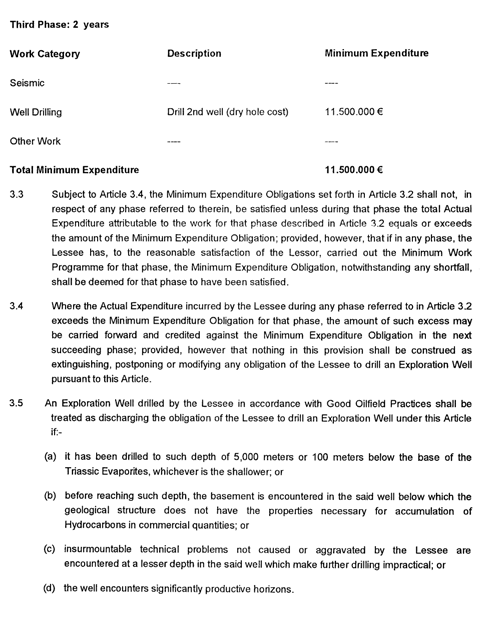 Third Phase: 2 years
Work Category Description Minimum Expenditure
Seismic ---- ----
Well Drilling Drill 2nd well (dry hole cost) 11.500.000 €
Other Work ---- ----
Total Minimum Expenditure 11.500.000 €
3.3 Subject to Article 3.4, the Minimum Expenditure Obligations set forth in Article 3.2 shall not, in
respect of any phase referred to therein, be satisfied unless during that phase the total Actual
Expenditure attributable to the work for that phase described in Article 3.2 equals or exceeds
the amount of the Minimum Expenditure Obligation; provided, however, that if in any phase, the
Lessee has, to the reasonable satisfaction of the Lessor, carried out the Minimum Work
Programme for that phase, the Minimum Expenditure Obligation, notwithstanding any shortfall,
shall be deemed for that phase to have been satisfied.
3.4 Where the Actual Expenditure incurred by the Lessee during any phase referred to in Article 3.2
exceeds the Minimum Expenditure Obligation for that phase, the amount of such excess may
be carried forward and credited against the Minimum Expenditure Obligation in the next
succeeding phase; provided, however that nothing in this provision shall be construed as
extinguishing, postponing or modifying any obligation of the Lessee to drill an Exploration Well
pursuant to this Article.
3.5 An Exploration Well drilled by the Lessee in accordance with Good Oilfield Practices shall be
treated as discharging the obligation of the Lessee to drill an Exploration Well under this Article
if:-
(a) it has been drilled to such depth of 5,000 meters or 100 meters below the base of the
Triassic Evaporites, whichever is the shallower; or
(b) before reaching such depth, the basement is encountered in the said well below which the
geological structure does not have the properties necessary for accumulation of
Hydrocarbons in commercial quantities; or
(c) insurmountable technical problems not caused or aggravated by the Lessee are
encountered at a lesser depth in the said well which make further drilling impractical; or
(d) the well encounters significantly productive horizons.